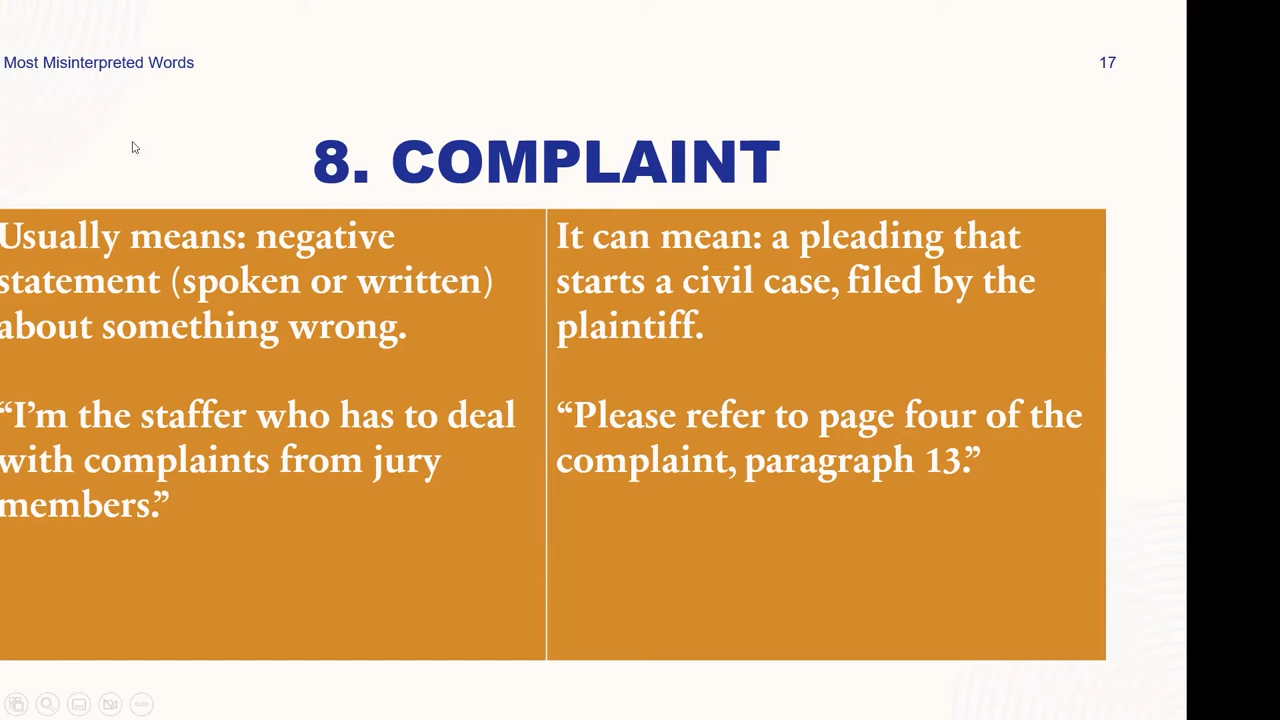 Most Misinterpreted Words
17
8. COMPLAINT
Usually means: negative
statement (spoken or written)
about something wrong.
“I’m the staffer who has to deal
with complaints from jury
members.”
It can mean: a pleading that
starts a civil case, filed by the
plaintiff.
“Please refer to page four of the
complaint, paragraph 13.”